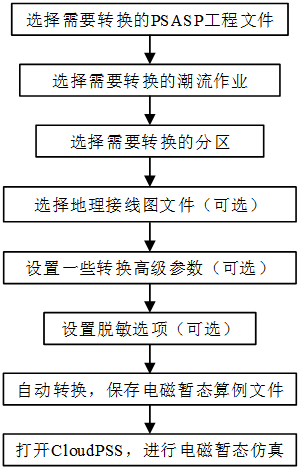 选择需要转换的PSASP工程文件
选择需要转换的潮流作业
选择需要转换的分区
选择地理接线图文件（可选）
设置一些转换高级参数（可选）
设置脱敏选项（可选）
自动转换，保存电磁暂态算例文件
打开CloudPSS，进行电磁暂态仿真